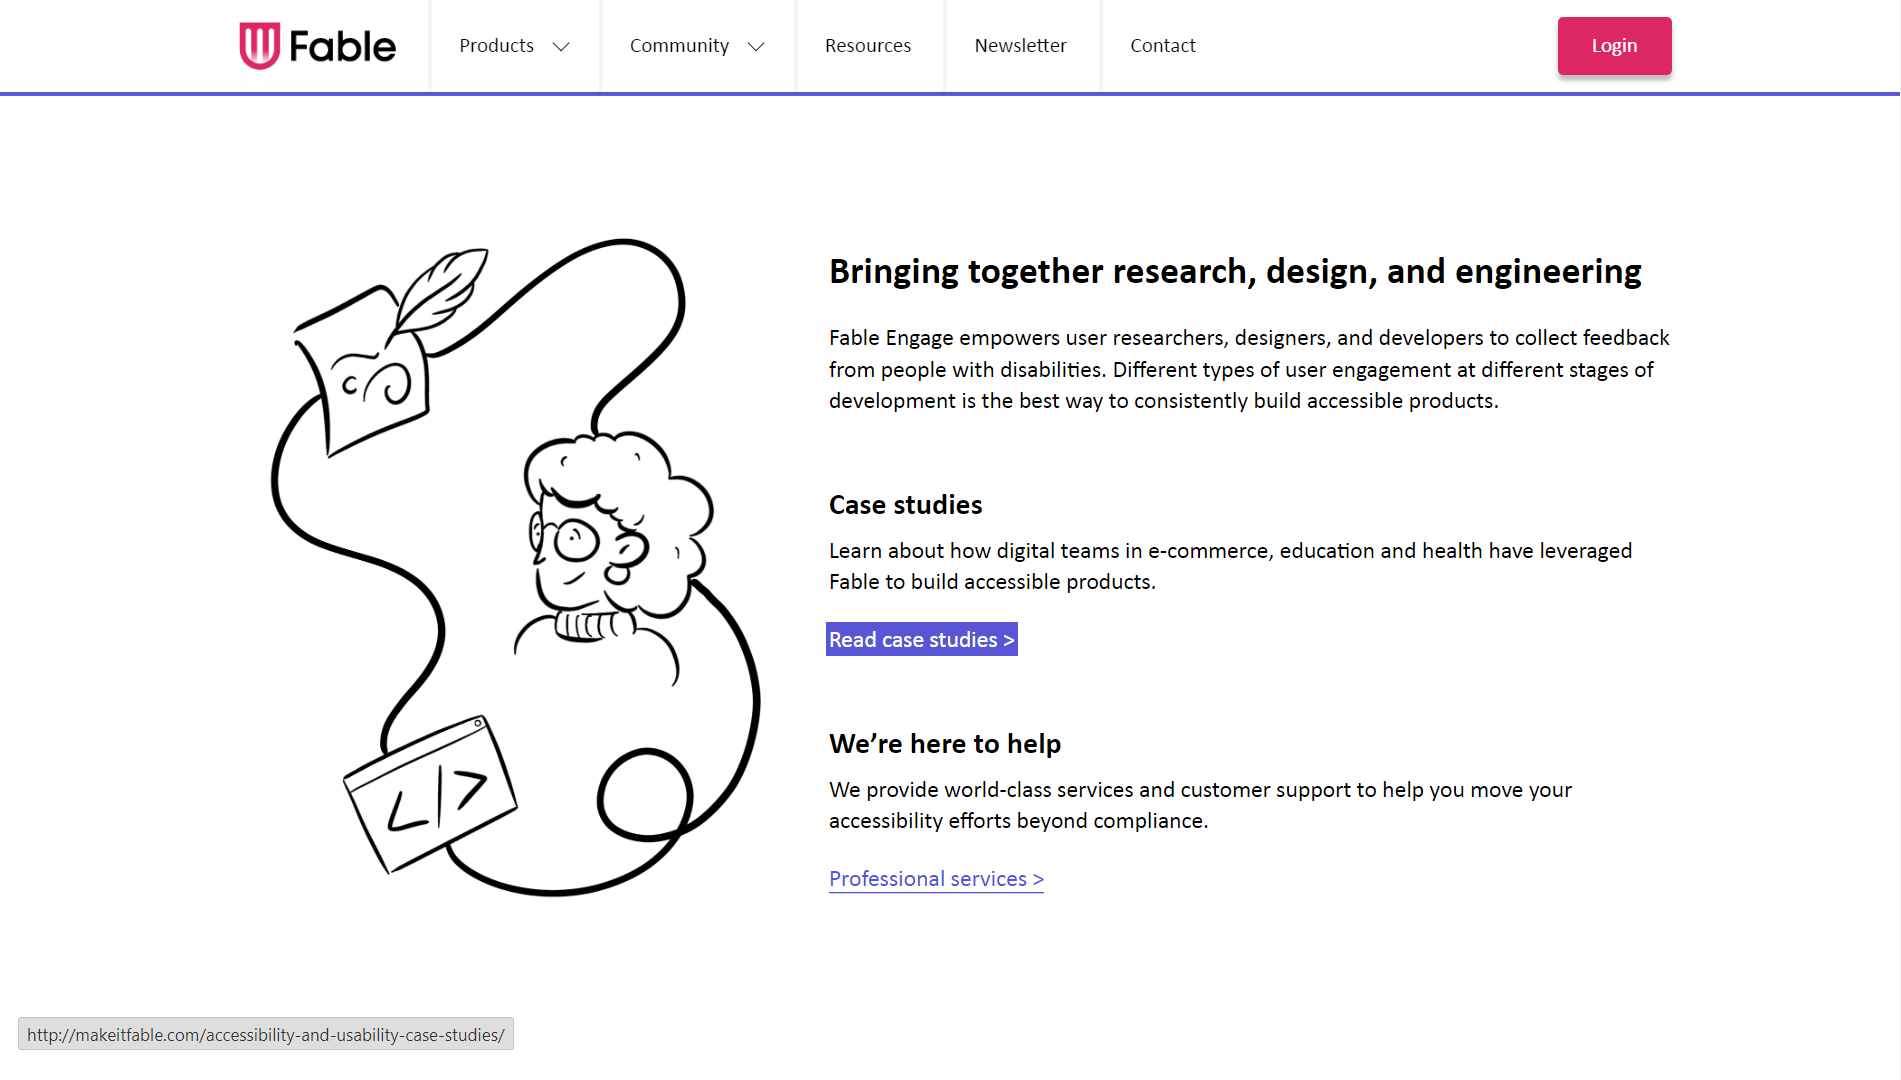 Fable
Products
Community
Resources
Newsletter
Contact
Login
Bringing together research, design, and engineering
Fable Engage empowers user researchers, designers, and developers to collect feedback
from people with disabilities. Different types of user engagement at different stages of
development is the best way to consistently build accessible products.
Case studies
Learn about how digital teams in e-commerce, education and health have leveraged
Fable to build accessible products.
Read case studies >
We’re here to help
We provide world-class services and customer support to help you move your
accessibility efforts beyond compliance.
Professional services >
</>
http://makeitfable.com/accessibility-and-usability-case-studies/